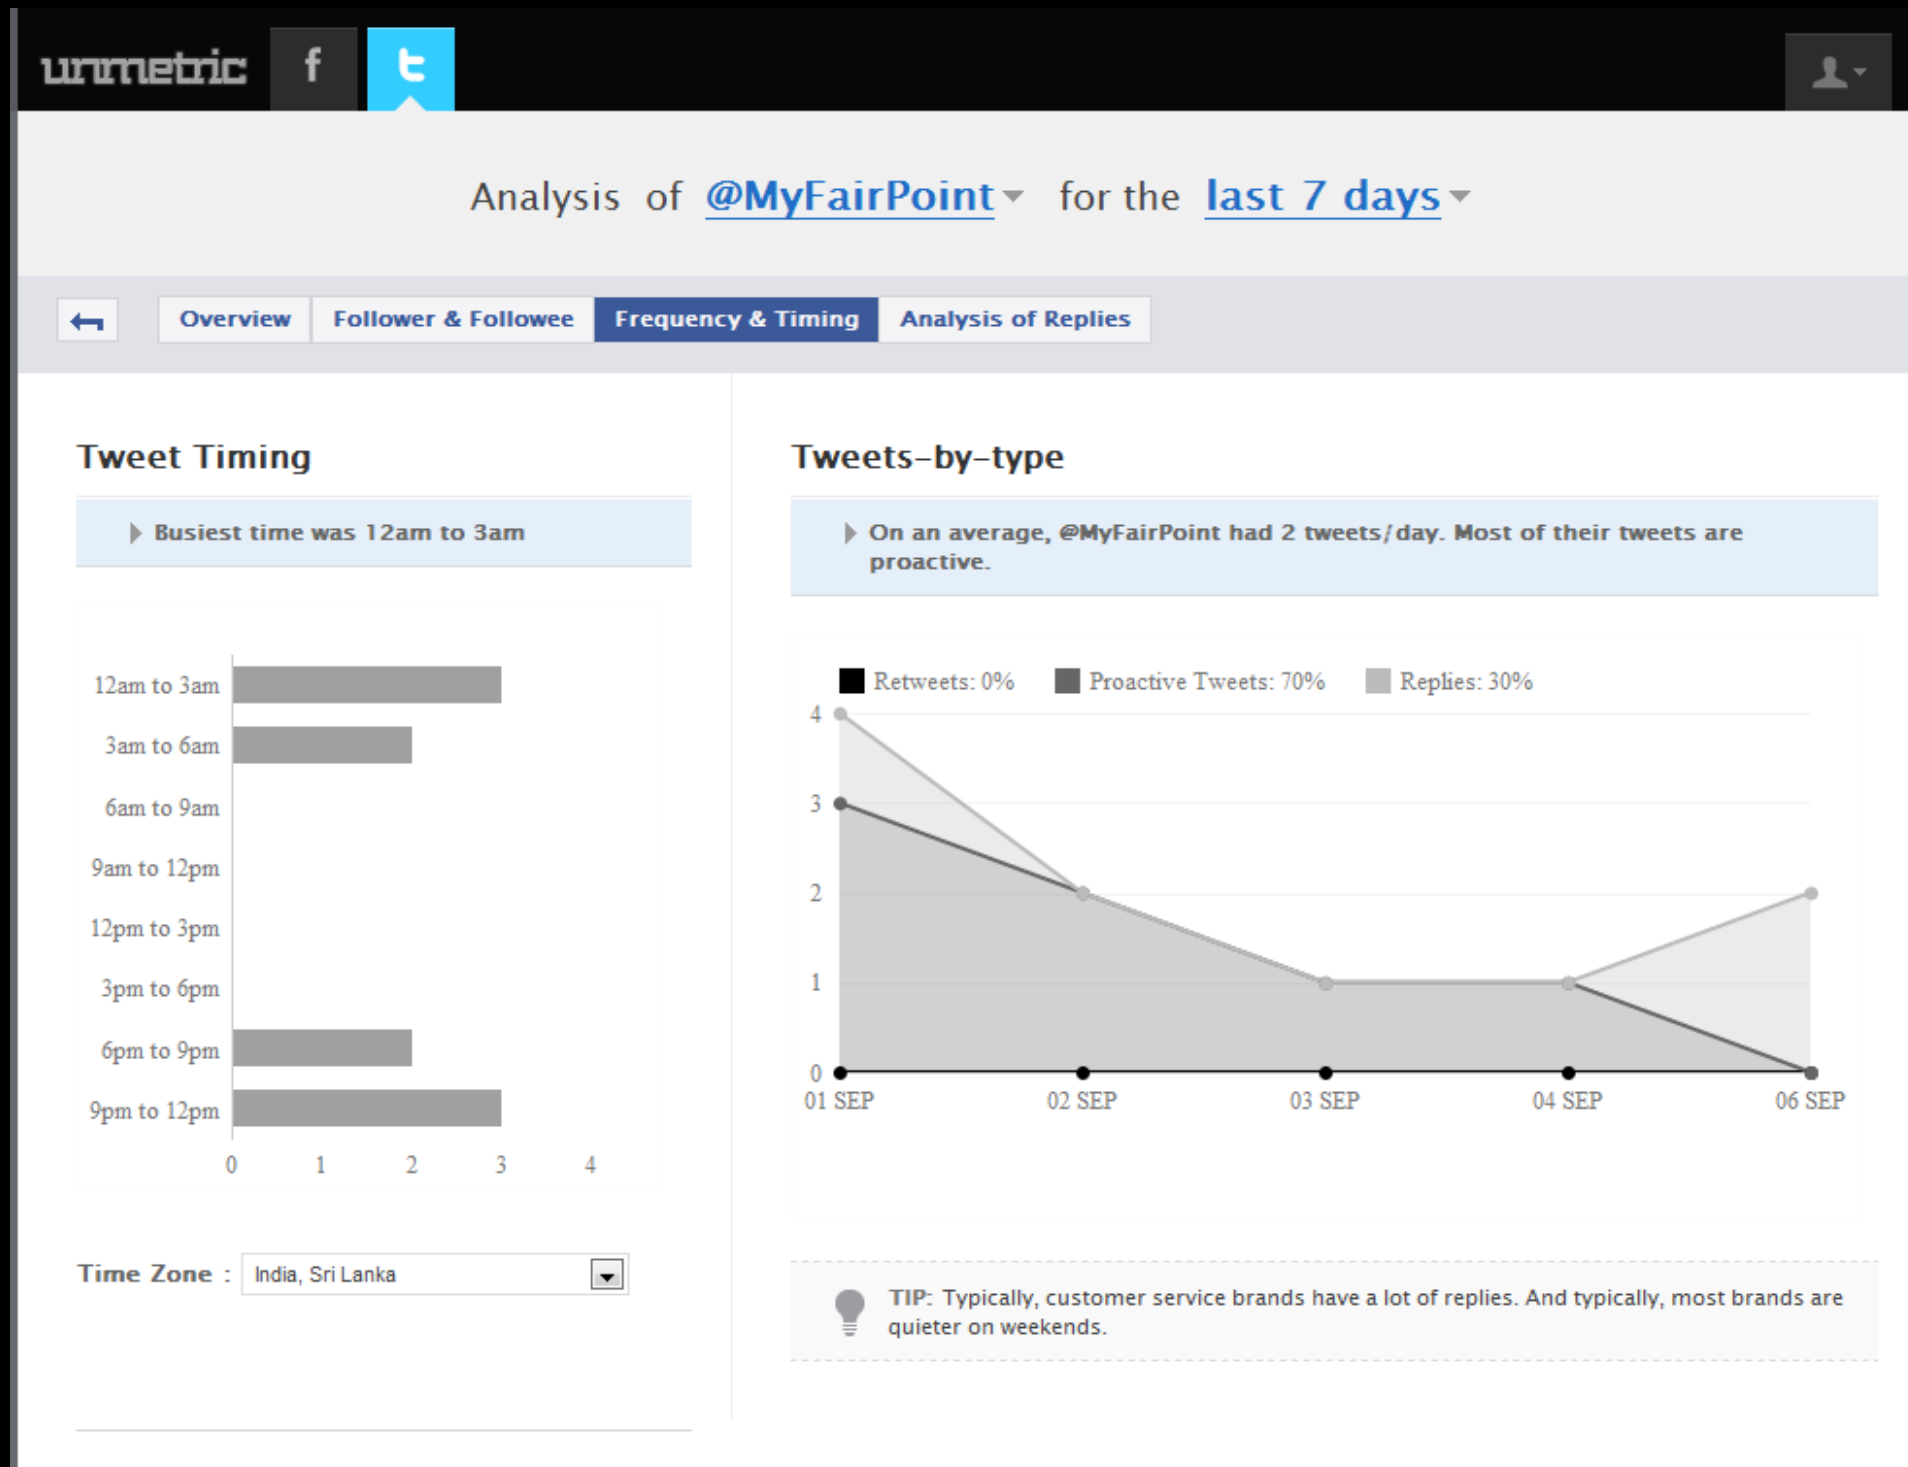 unmetric f t
Analysis of @MyFairPoint for the last 7 days
Overview Follower & Followee Frequency & Timing Analysis of Replies
Tweet Timing
Busiest time was 12am to 3am
12am to 3am
3am to 6am
6am to 9am
9am to 12pm
12pm to 3pm
3pm to 6pm
6pm to 9pm
9pm to 12pm
0 1 2 3 4
Time Zone : India, Sri Lanka
Tweets-by-type
On an average, @MyFairPoint had 2 tweets/day. Most of their tweets are
proactive.
Retweets: 0% Proactive Tweets: 70% Replies: 30%
4
3
2
1
0
01 SEP 02 SEP 03 SEP 04 SEP 06 SEP
TIP: Typically, customer service brands have a lot of replies. And typically, most brands are
quieter on weekends.